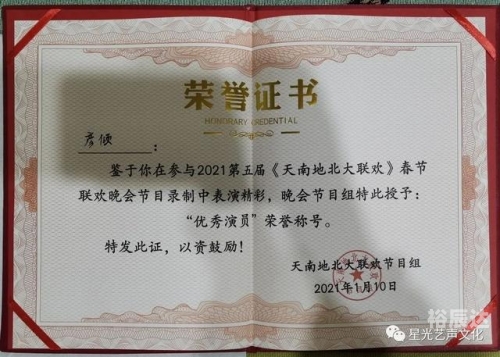 荣誉证书
HONORARY CREDENTIAL
彦倾:
鉴于你在参与2021第五届《天南地北大联欢》春节
联欢晚会节目录制中表演精彩，晚会节目组特此授予：
“优秀演员”荣誉称号。
特发此证，以资鼓励！
天南地北大联欢节目组
2021年1月10日
星光艺声文化